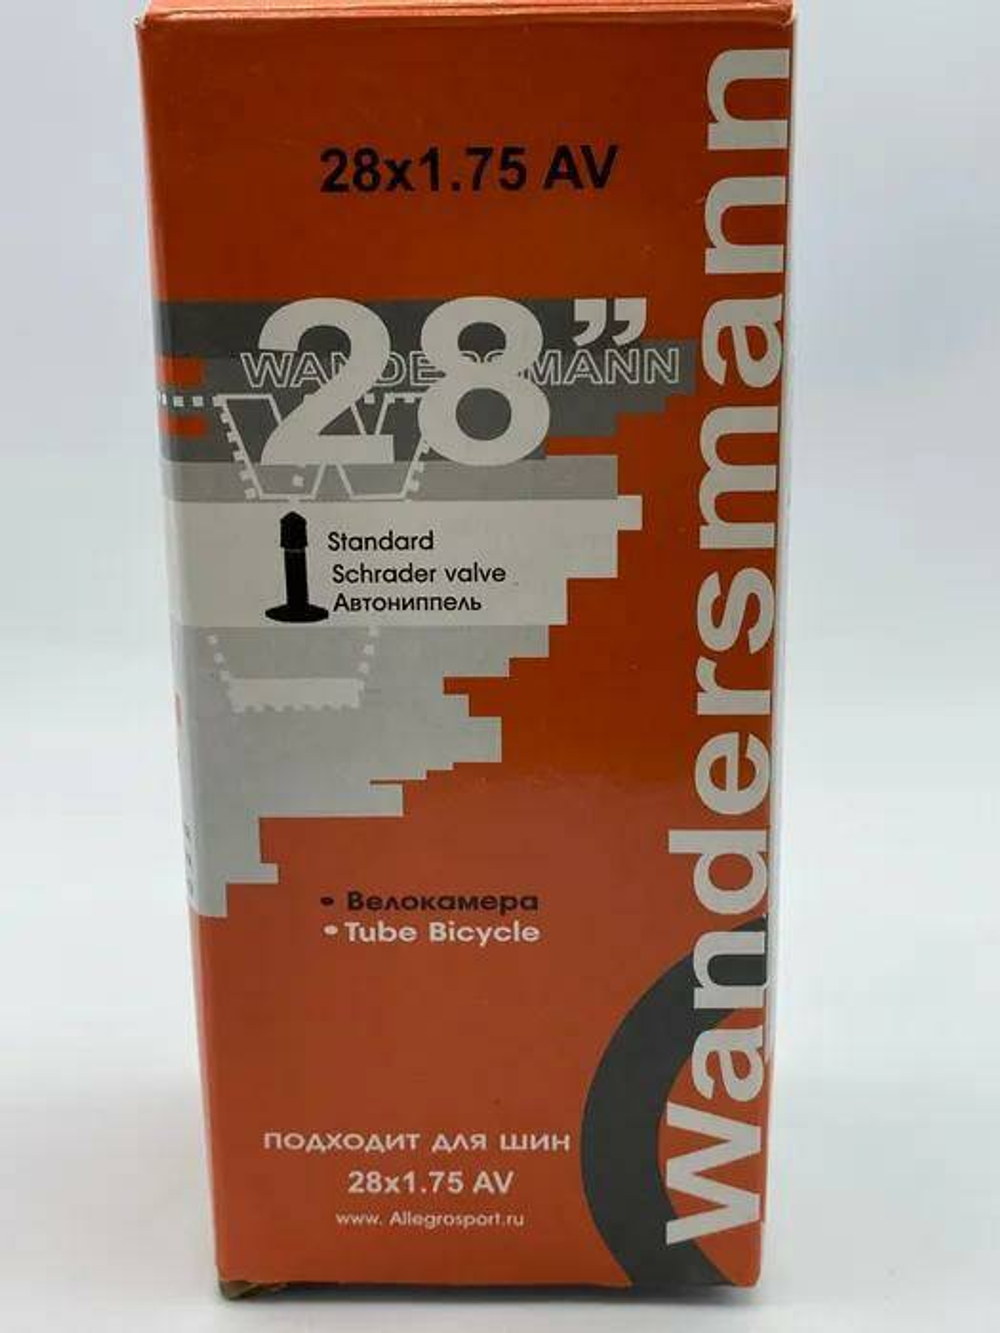 28x1.75 AV
28”
WANDERSMANN
Standard
Schrader valve
Автониппель
• Велокамера
• Tube Bicycle
подходит для шин
28x1.75 AV
www. Allegrosport.ru
wandersmann